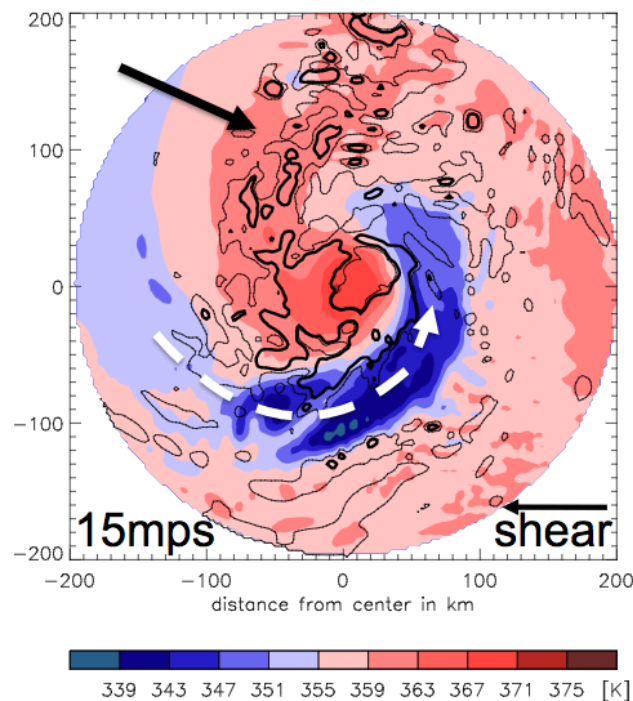 200
100
0
-100
15mps shear
-200
-200 -100 0 100 200
distance from center in km
339 343 347 351 355 359 363 367 371 375 [K]